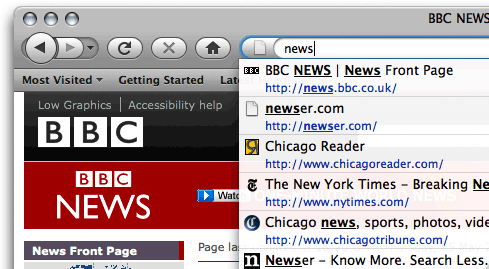 BBC NEWS
news
Most Visited
Getting Started
BBC NEWS | News Front Page
http://news.bbc.co.uk/
newser.com
http://newser.com/
Chicago Reader
http://www.chicagoreader.com/
The New York Times – Breaking Ne
http://www.nytimes.com/
Chicago news, sports, photos, vide
http://www.chicagotribune.com/
Newser – Know More. Search Less.
Low Graphics | Accessibility help
BBC
BBC
NEWS
Watc
News Front Page
Page las